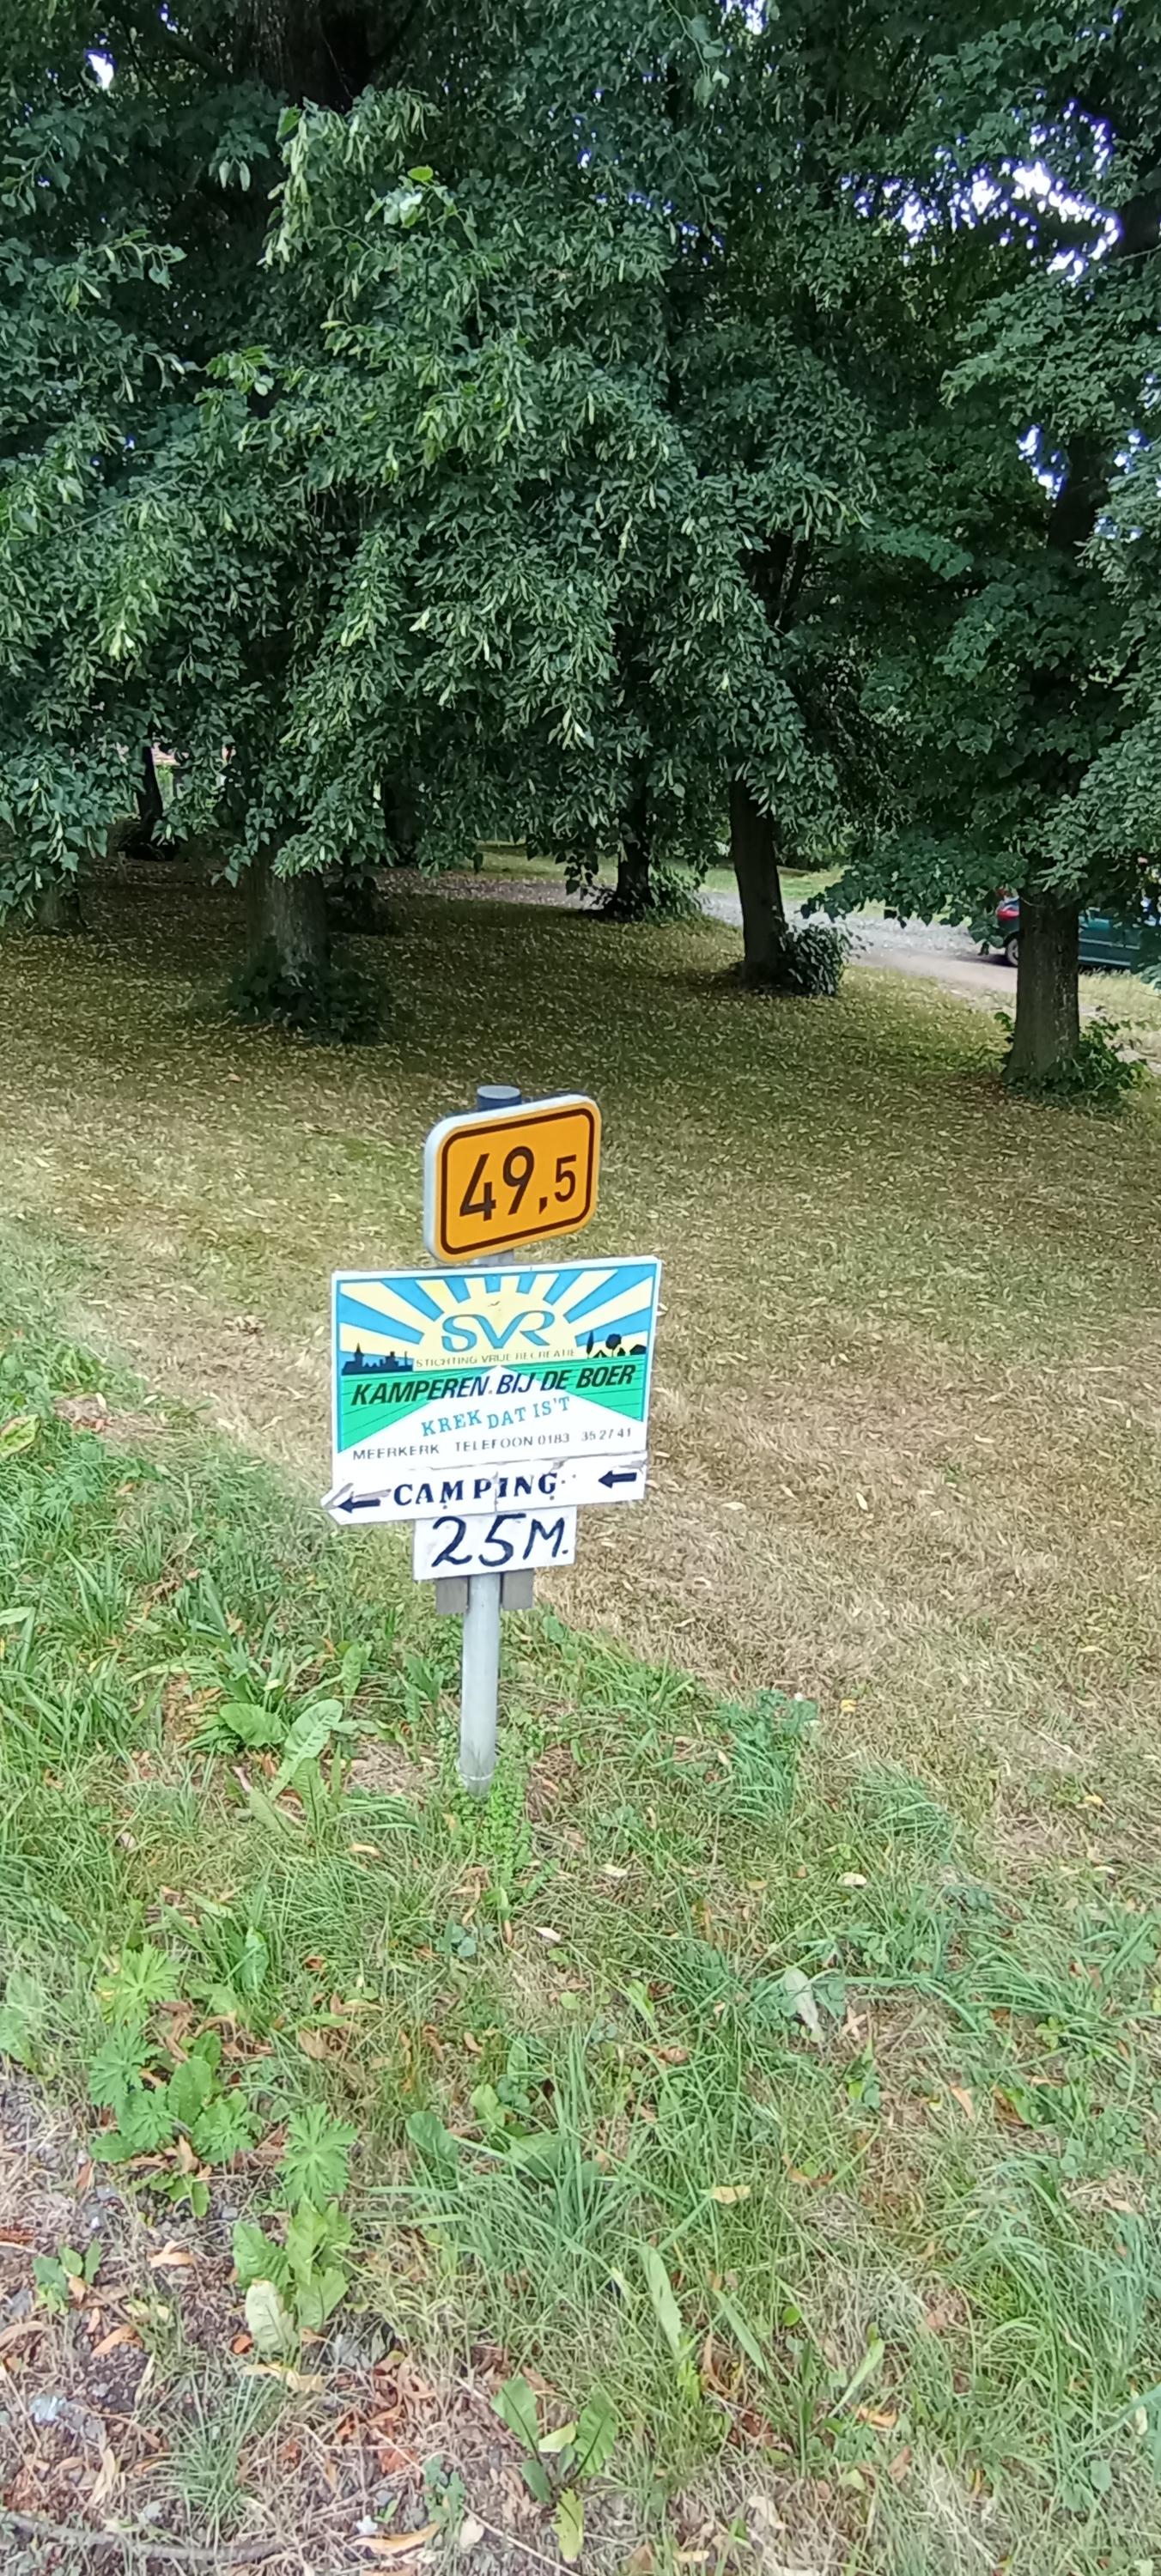 49,5
SVR
STICHTING VRIJE RECREATIE
KAMPEREN BIJ DE BOER
KREK DAT IS'T
MEERKERK TELEFOON 0183 352741
CAMPING
25M.